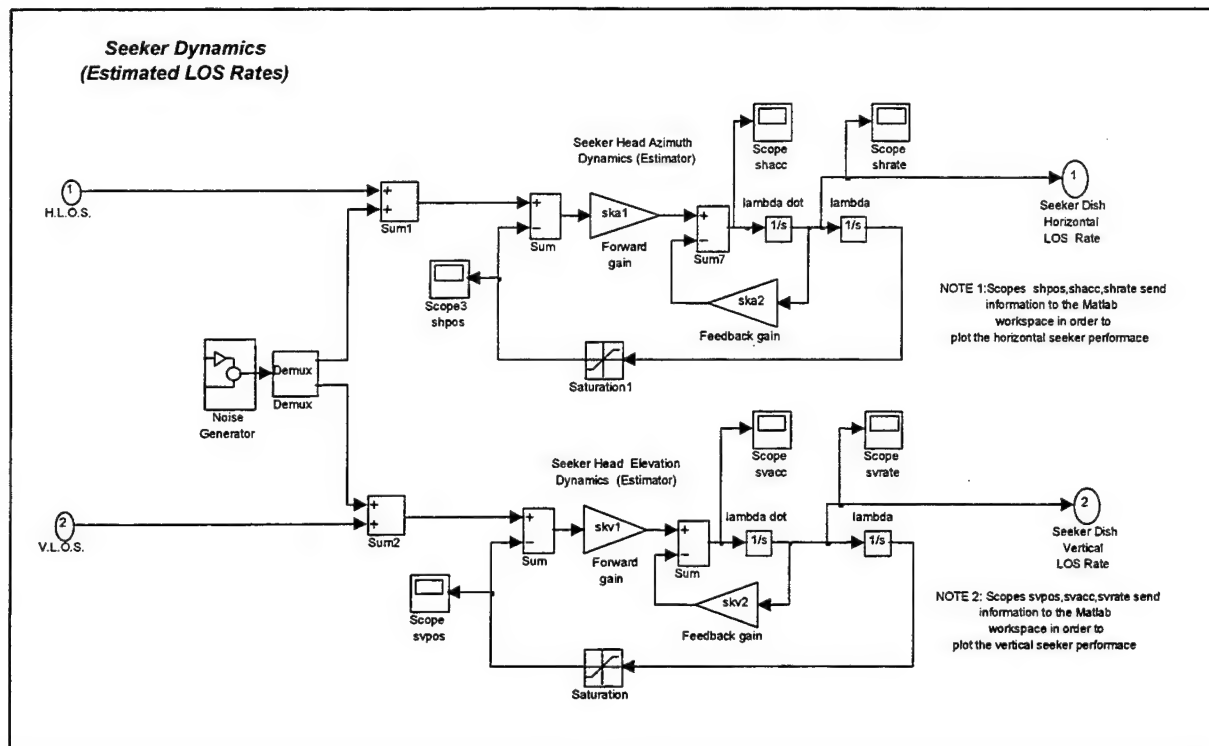 Seeker Dynamics
(Estimated LOS Rates)
Seeker Head Azimuth
Dynamics (Estimator)
Scope
shacc
Scope
shrate
1
H.L.O.S.
+
+
Sum1
+
−
Sum
ska1
Forward
gain
+
−
Sum7
lambda dot
1/s
lambda
1/s
1
Seeker Dish
Horizontal
LOS Rate
Scope3
shpos
ska2
Feedback gain
Saturation1
NOTE 1:Scopes shpos,shacc,shrate send
information to the Matlab
workspace in order to
plot the horizontal seeker performace
Noise
Generator
Demux
Demux
Seeker Head Elevation
Dynamics (Estimator)
Scope
svacc
Scope
svrate
2
V.L.O.S.
+
+
Sum2
+
−
Sum
skv1
Forward
gain
+
−
Sum
lambda dot
1/s
lambda
1/s
2
Seeker Dish
Vertical
LOS Rate
Scope
svpos
skv2
Feedback gain
Saturation
NOTE 2: Scopes svpos,svacc,svrate send
information to the Matlab
workspace in order to
plot the vertical seeker performace